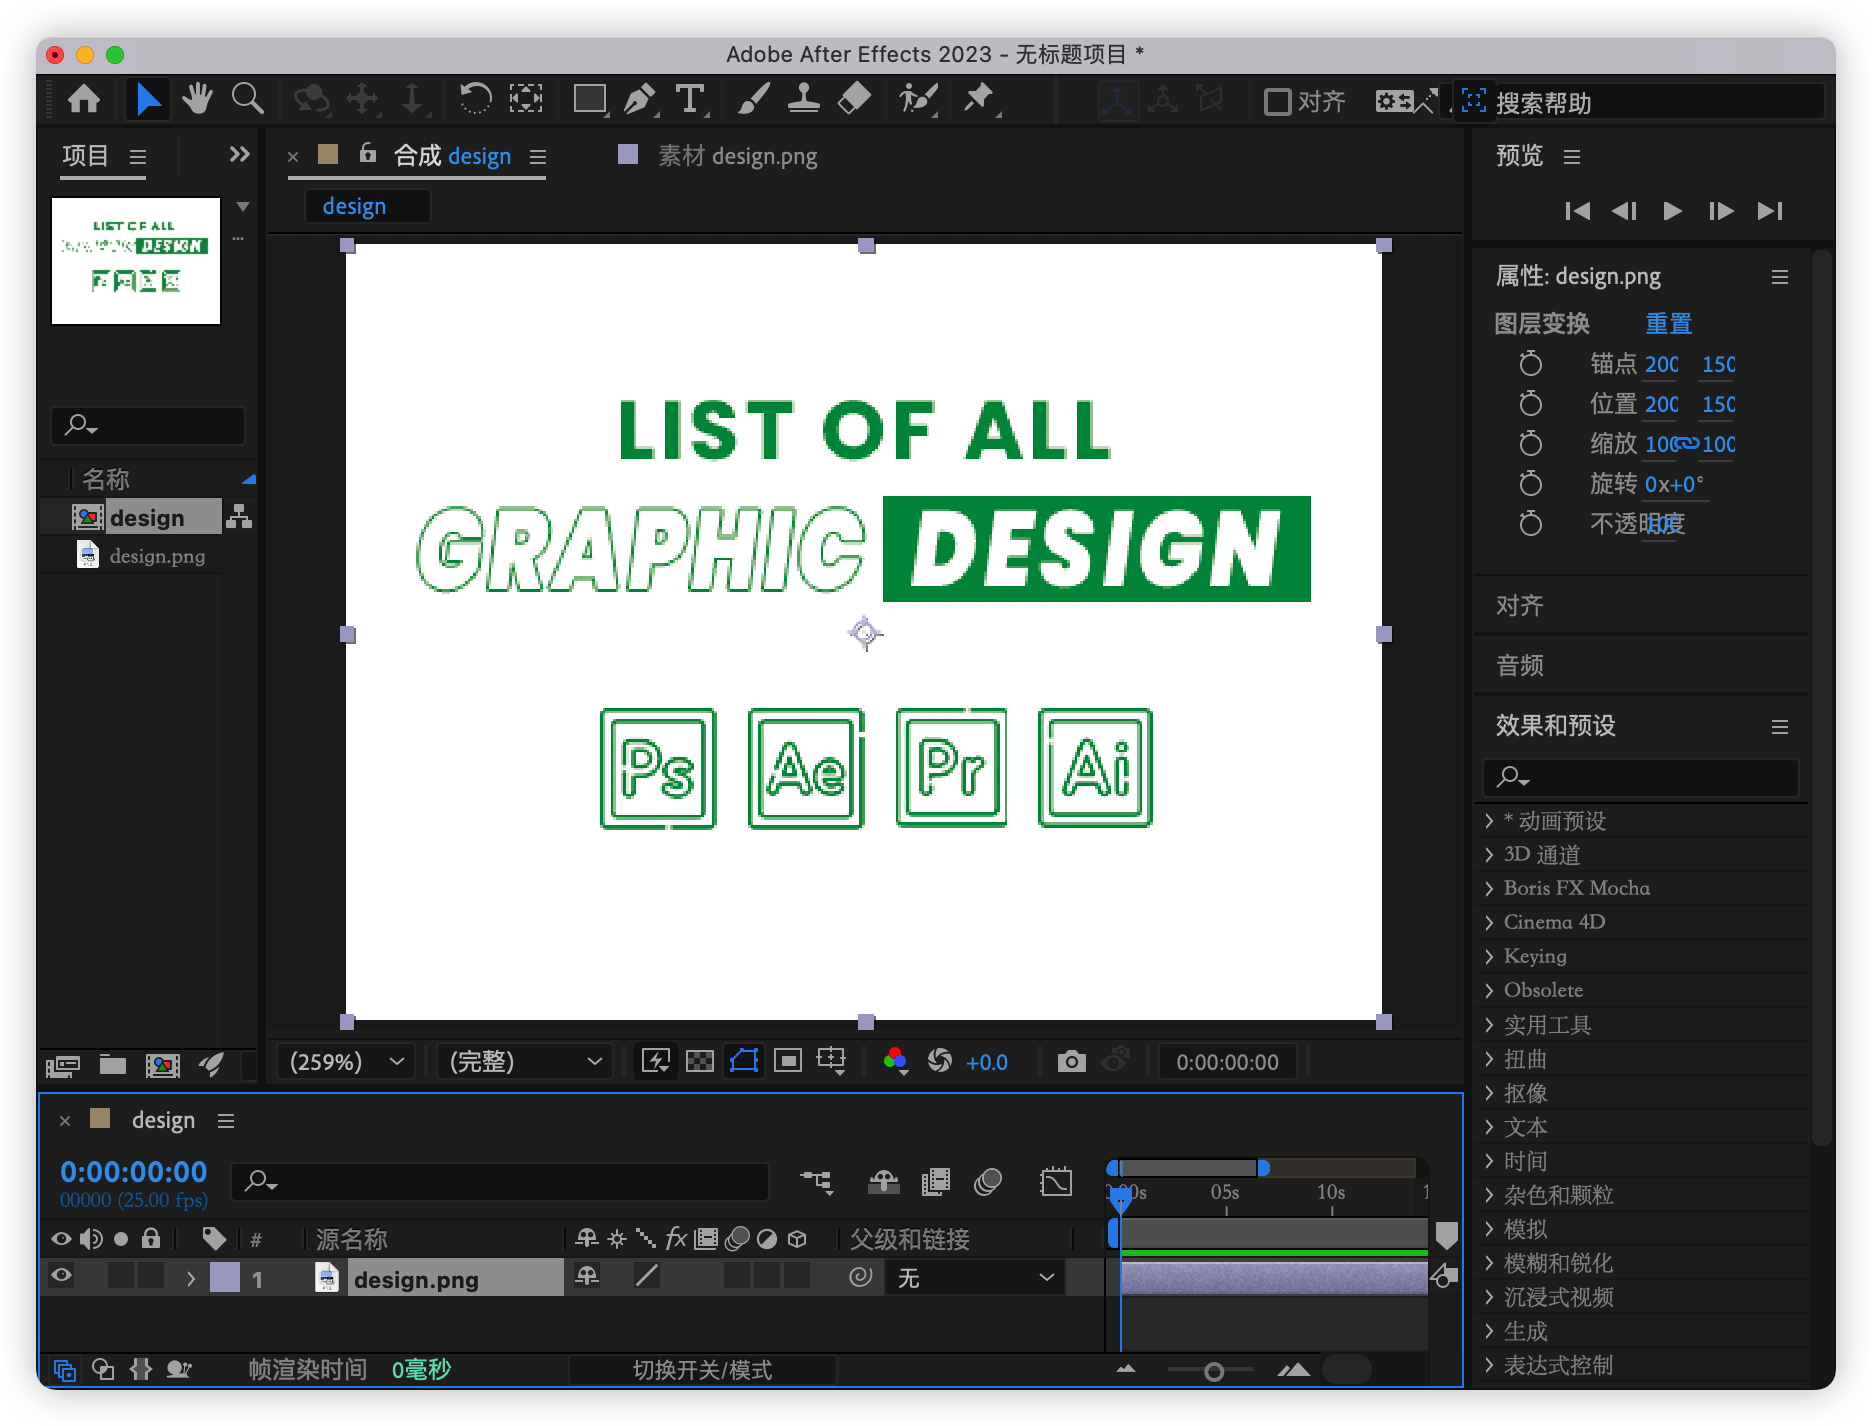 Adobe After Effects 2023 - 无标题项目 *
对齐
搜索帮助
项目
合成 design
素材 design.png
design
LIST OF ALL
DESIGN
名称
design
design.png
LIST OF ALL
GRAPHIC DESIGN
Ps Ae Pr Ai
(259%)
(完整)
+0.0
0:00:00:00
预览
属性: design.png
图层变换 重置
锚点 200 150
位置 200 150
缩放 100 100
旋转 0x+0°
不透明度 100
对齐
音频
效果和预设
* 动画预设
3D 通道
Boris FX Mocha
Cinema 4D
Keying
Obsolete
实用工具
扭曲
抠像
文本
时间
杂色和颗粒
模拟
模糊和锐化
沉浸式视频
生成
表达式控制
design
0:00:00:00
00000 (25.00 fps)
05s 10s
# 源名称
fx
父级和链接
1 design.png
无
帧渲染时间 0毫秒
切换开关/模式